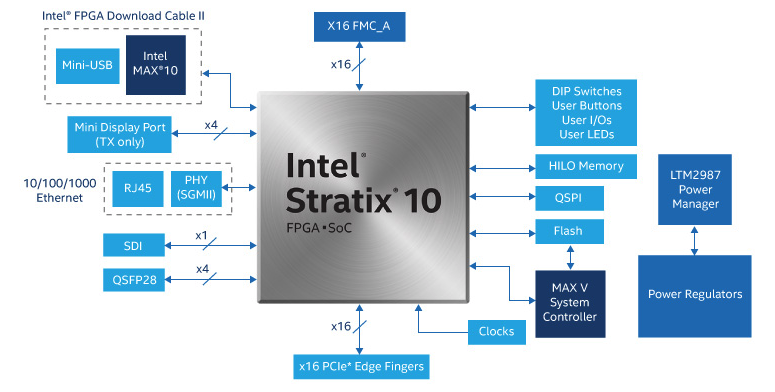 Intel® FPGA Download Cable II
Mini-USB
Intel
MAX®10
X16 FMC_A
x16
Mini Display Port
(TX only)
x4
10/100/1000
Ethernet
RJ45
PHY
(SGMII)
SDI
x1
QSFP28
x4
Intel®
Stratix® 10
FPGA • SoC
DIP Switches
User Buttons
User I/Os
User LEDs
HILO Memory
QSPI
Flash
MAX V
System
Controller
LTM2987
Power
Manager
Power Regulators
Clocks
x16
x16 PCIe* Edge Fingers